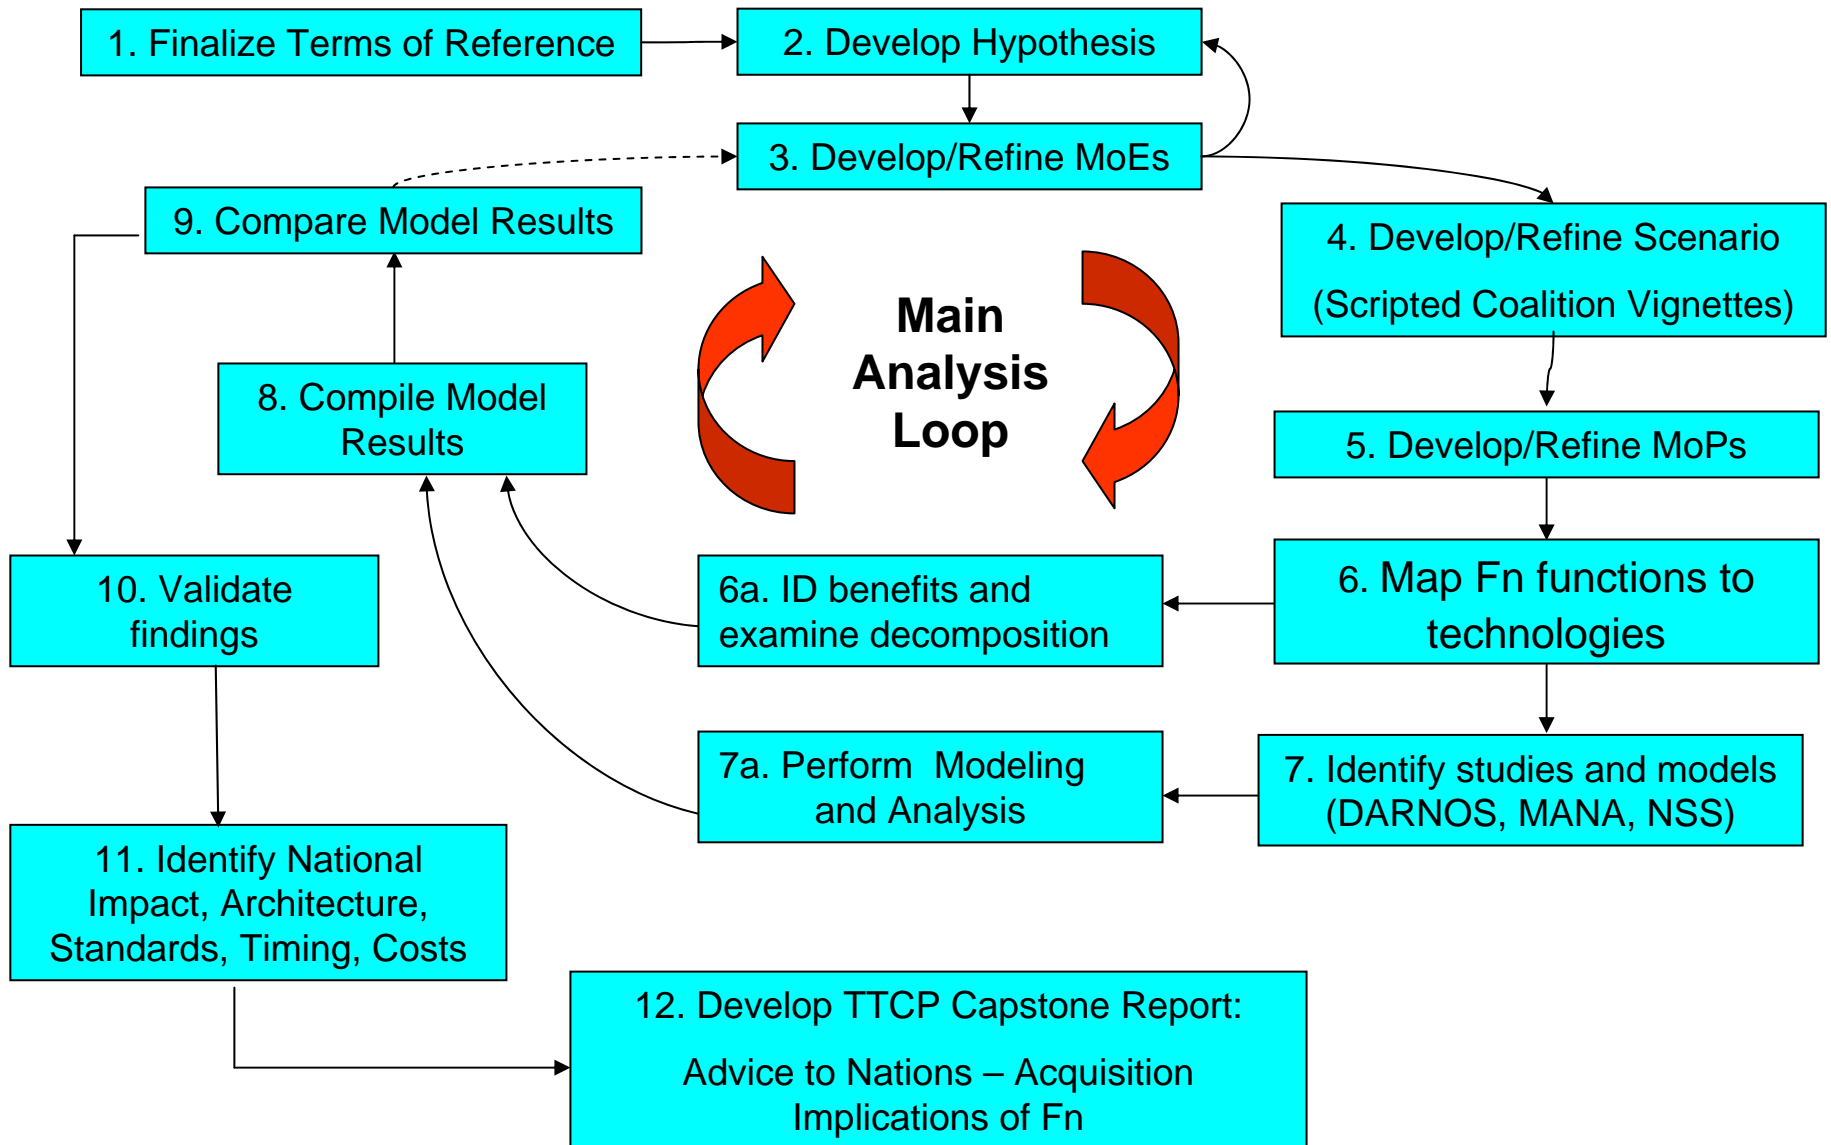 1. Finalize Terms of Reference
2. Develop Hypothesis
3. Develop/Refine MoEs
9. Compare Model Results
4. Develop/Refine Scenario
(Scripted Coalition Vignettes)
Main
Analysis
Loop
8. Compile Model
Results
5. Develop/Refine MoPs
10. Validate
findings
6a. ID benefits and
examine decomposition
6. Map Fn functions to
technologies
7a. Perform Modeling
and Analysis
7. Identify studies and models
(DARNOS, MANA, NSS)
11. Identify National
Impact, Architecture,
Standards, Timing, Costs
12. Develop TTCP Capstone Report:
Advice to Nations – Acquisition
Implications of Fn